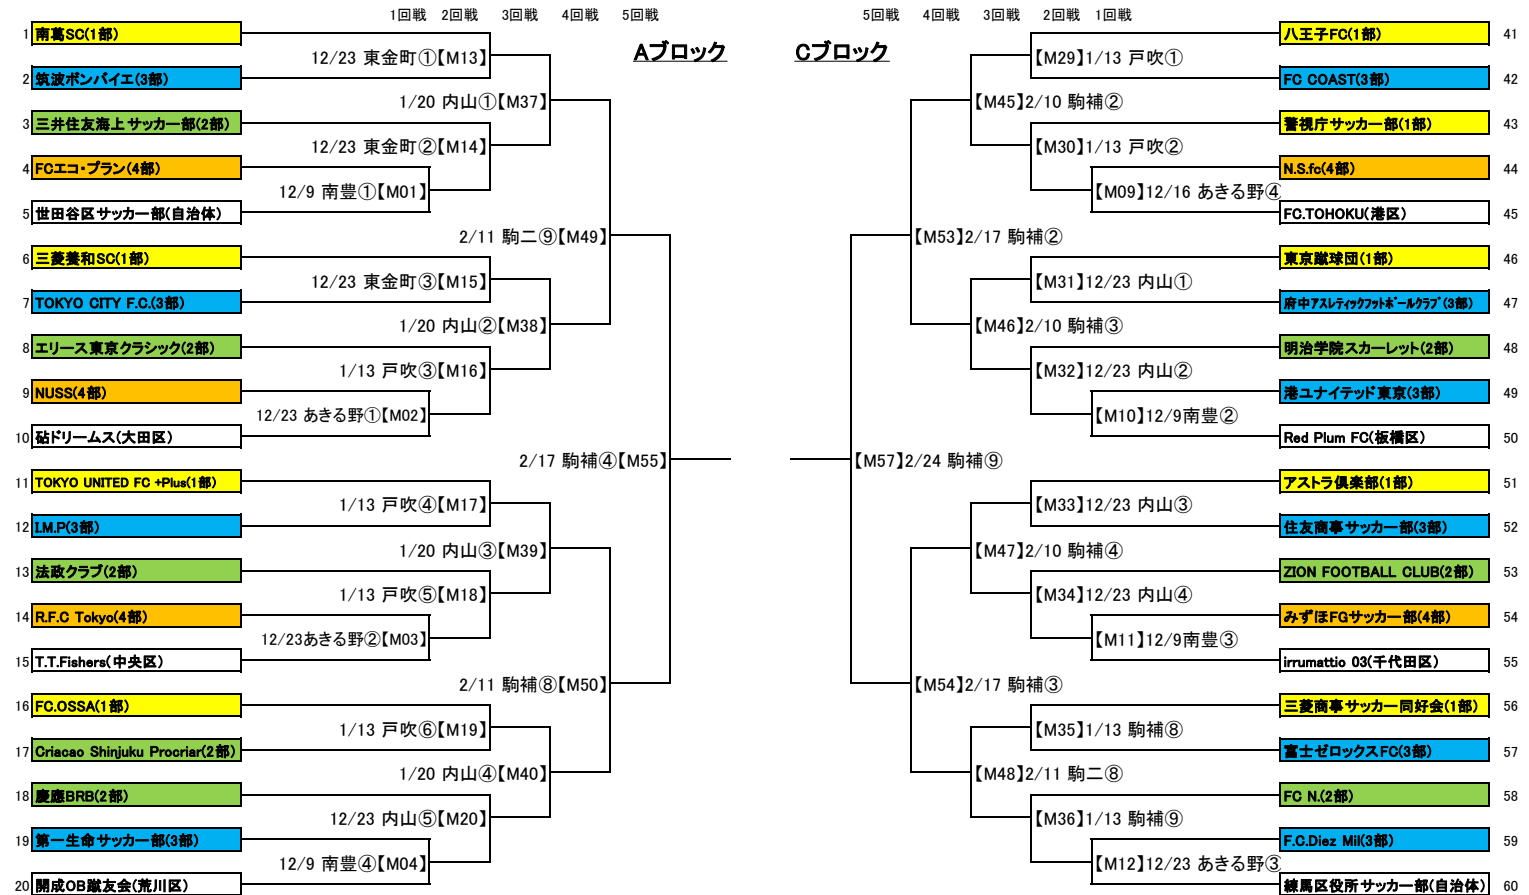 1回戦 2回戦 3回戦 4回戦 5回戦
5回戦 4回戦 3回戦 2回戦 1回戦
Aブロック
Cブロック
1 南葛SC(1部)
12/23 東金町①【M13】
2 筑波ボンバイエ(3部)
1/20 内山①【M37】
3 三井住友海上サッカー部(2部)
12/23 東金町②【M14】
4 FCエコ・プラン(4部)
12/9 南豊①【M01】
5 世田谷区サッカー部(自治体)
2/11 駒二⑨【M49】
6 三菱養和SC(1部)
12/23 東金町③【M15】
7 TOKYO CITY F.C.(3部)
1/20 内山②【M38】
8 エリース東京クラシック(2部)
1/13 戸吹③【M16】
9 NUSS(4部)
12/23 あきる野①【M02】
10 砧ドリームス(大田区)
2/17 駒補④【M55】
11 TOKYO UNITED FC +Plus(1部)
1/13 戸吹④【M17】
12 I.M.P(3部)
1/20 内山③【M39】
13 法政クラブ(2部)
1/13 戸吹⑤【M18】
14 R.F.C Tokyo(4部)
12/23あきる野②【M03】
15 T.T.Fishers(中央区)
2/11 駒補⑧【M50】
16 FC.OSSA(1部)
1/13 戸吹⑥【M19】
17 Criacao Shinjuku Procriar(2部)
1/20 内山④【M40】
18 慶應BRB(2部)
12/23 内山⑤【M20】
19 第一生命サッカー部(3部)
12/9 南豊④【M04】
20 開成OB蹴友会(荒川区)
八王子FC(1部) 41
【M29】1/13 戸吹①
FC COAST(3部) 42
【M45】2/10 駒補②
警視庁サッカー部(1部) 43
【M30】1/13 戸吹②
N.S.fc(4部) 44
【M09】12/16 あきる野④
FC.TOHOKU(港区) 45
【M53】2/17 駒補②
東京蹴球団(1部) 46
【M31】12/23 内山①
府中アスレティックフットボールクラブ(3部) 47
【M46】2/10 駒補③
明治学院スカーレット(2部) 48
【M32】12/23 内山②
港ユナイテッド東京(3部) 49
【M10】12/9南豊②
Red Plum FC(板橋区) 50
【M57】2/24 駒補⑨
アストラ倶楽部(1部) 51
【M33】12/23 内山③
住友商事サッカー部(3部) 52
【M47】2/10 駒補④
ZION FOOTBALL CLUB(2部) 53
【M34】12/23 内山④
みずほFGサッカー部(4部) 54
【M11】12/9南豊③
irrumattio 03(千代田区) 55
【M54】2/17 駒補③
三菱商事サッカー同好会(1部) 56
【M35】1/13 駒補⑧
富士ゼロックスFC(3部) 57
【M48】2/11 駒二⑧
FC N.(2部) 58
【M36】1/13 駒補⑨
F.C.Diez Mil(3部) 59
【M12】12/23 あきる野③
練馬区役所サッカー部(自治体) 60